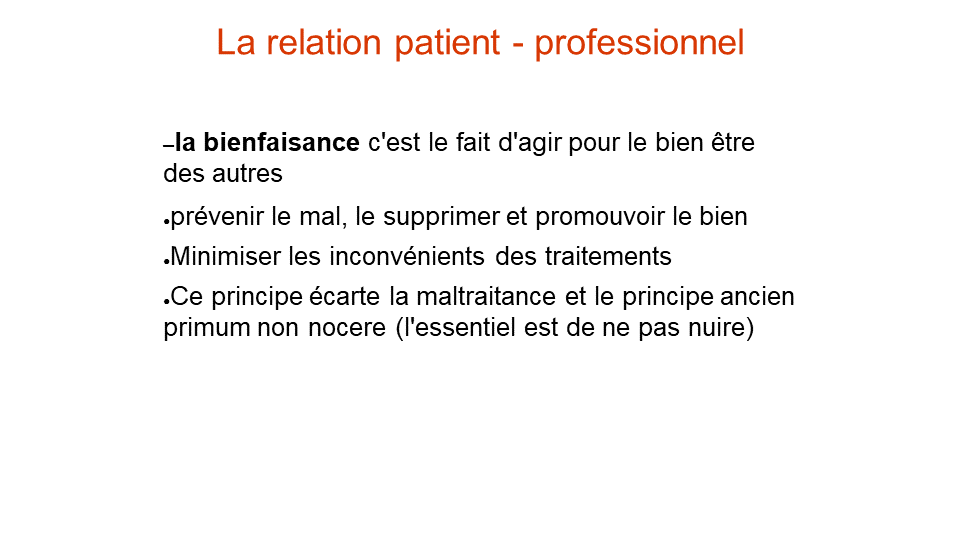 La relation patient - professionnel
–la bienfaisance c'est le fait d'agir pour le bien être
des autres
●prévenir le mal, le supprimer et promouvoir le bien
●Minimiser les inconvénients des traitements
●Ce principe écarte la maltraitance et le principe ancien
primum non nocere (l'essentiel est de ne pas nuire)